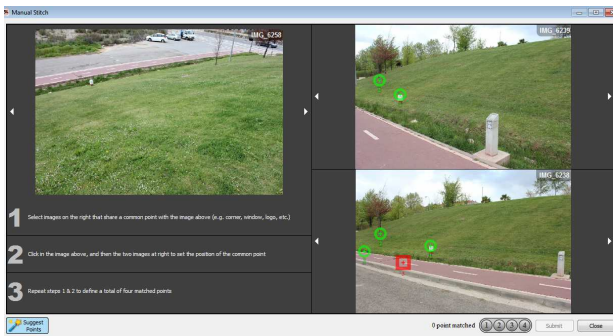 Manual Stitch
IMG_6258
IMG_6239
IMG_6238
1 Select images on the right that share a common point with the image above (e.g. corner, window, logo, etc.)
2 Click in the image above, and then the two images at right to set the position of the common point
3 Repeat steps 1 & 2 to define a total of four matched points
Suggest
Points
0 point matched 1 2 3 4 Submit Close